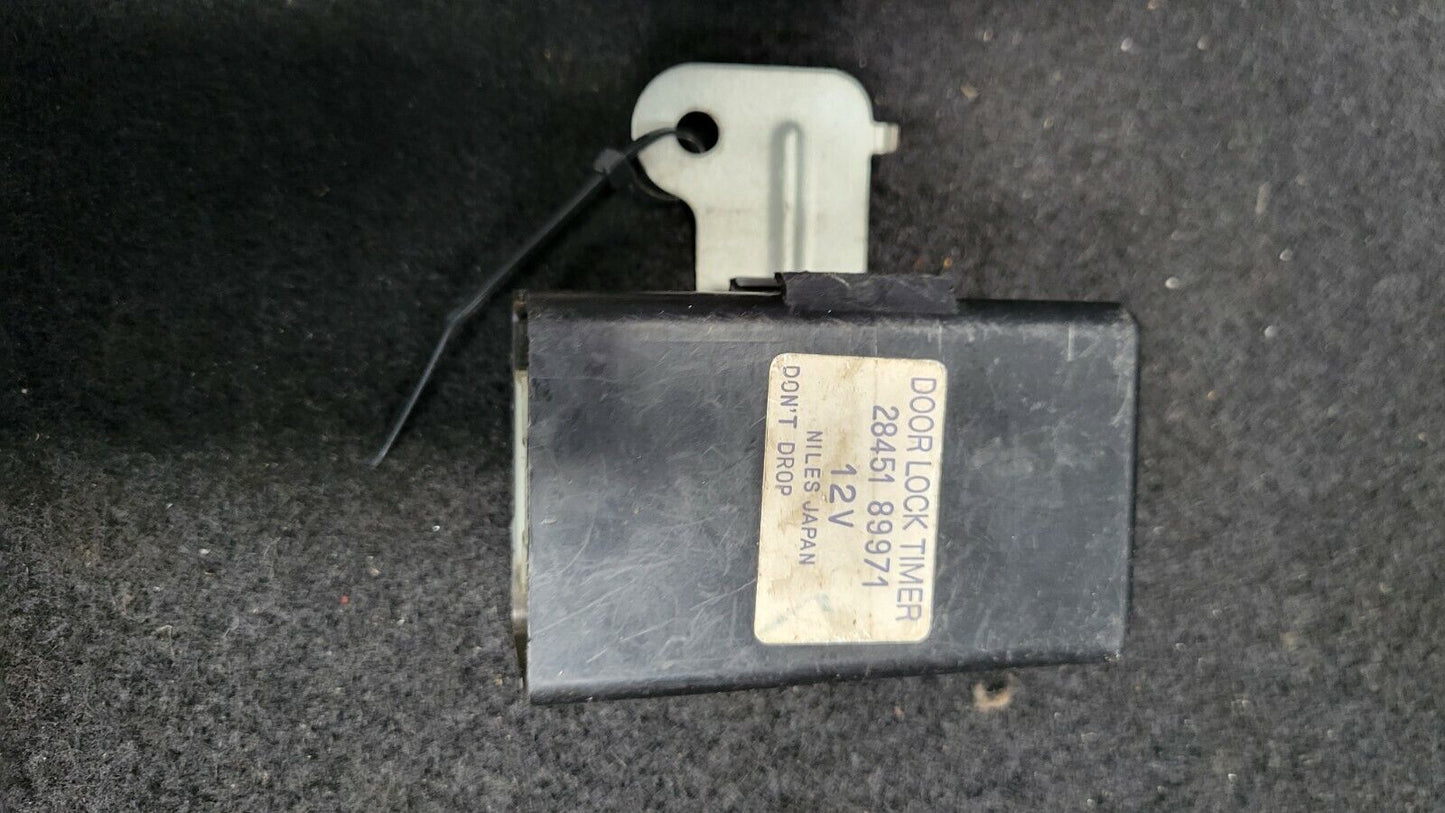 DOOR LOCK TIMER
28451 89971
12V
NILES JAPAN
DON'T DROP